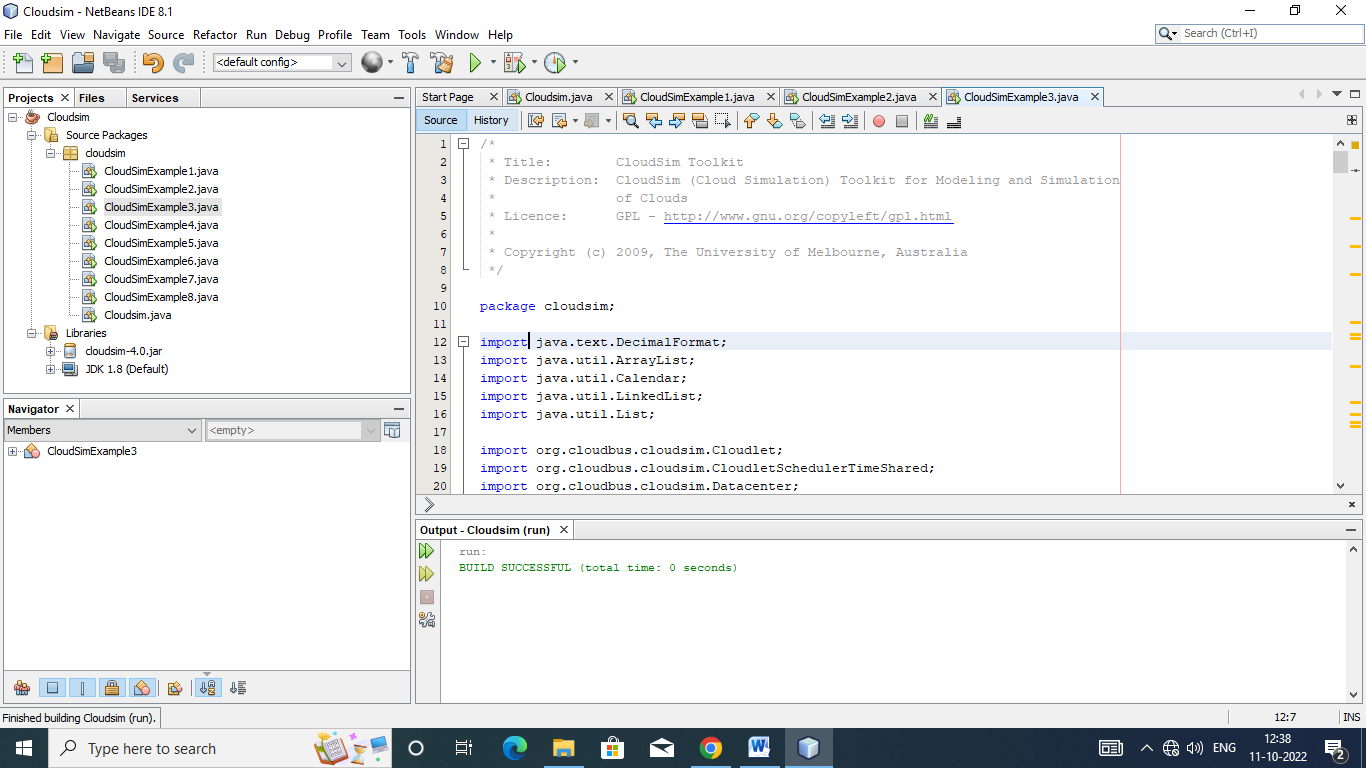 Cloudsim - NetBeans IDE 8.1
File Edit View Navigate Source Refactor Run Debug Profile Team Tools Window Help
Search (Ctrl+I)
<default config>
Projects Files Services
Cloudsim
Source Packages
cloudsim
CloudSimExample1.java
CloudSimExample2.java
CloudSimExample3.java
CloudSimExample4.java
CloudSimExample5.java
CloudSimExample6.java
CloudSimExample7.java
CloudSimExample8.java
Cloudsim.java
Libraries
cloudsim-4.0.jar
JDK 1.8 (Default)
Navigator
Members <empty>
CloudSimExample3
Start Page Cloudsim.java CloudSimExample1.java CloudSimExample2.java CloudSimExample3.java
Source History
1 /*
2 * Title: CloudSim Toolkit
3 * Description: CloudSim (Cloud Simulation) Toolkit for Modeling and Simulation
4 * of Clouds
5 * Licence: GPL - http://www.gnu.org/copyleft/gpl.html
6 *
7 * Copyright (c) 2009, The University of Melbourne, Australia
8 */
9
10 package cloudsim;
11
12 import java.text.DecimalFormat;
13 import java.util.ArrayList;
14 import java.util.Calendar;
15 import java.util.LinkedList;
16 import java.util.List;
17
18 import org.cloudbus.cloudsim.Cloudlet;
19 import org.cloudbus.cloudsim.CloudletSchedulerTimeShared;
20 import org.cloudbus.cloudsim.Datacenter;
Output - Cloudsim (run)
run:
BUILD SUCCESSFUL (total time: 0 seconds)
Finished building Cloudsim (run).
12:7 INS
Type here to search
ENG
12:38
11-10-2022
2